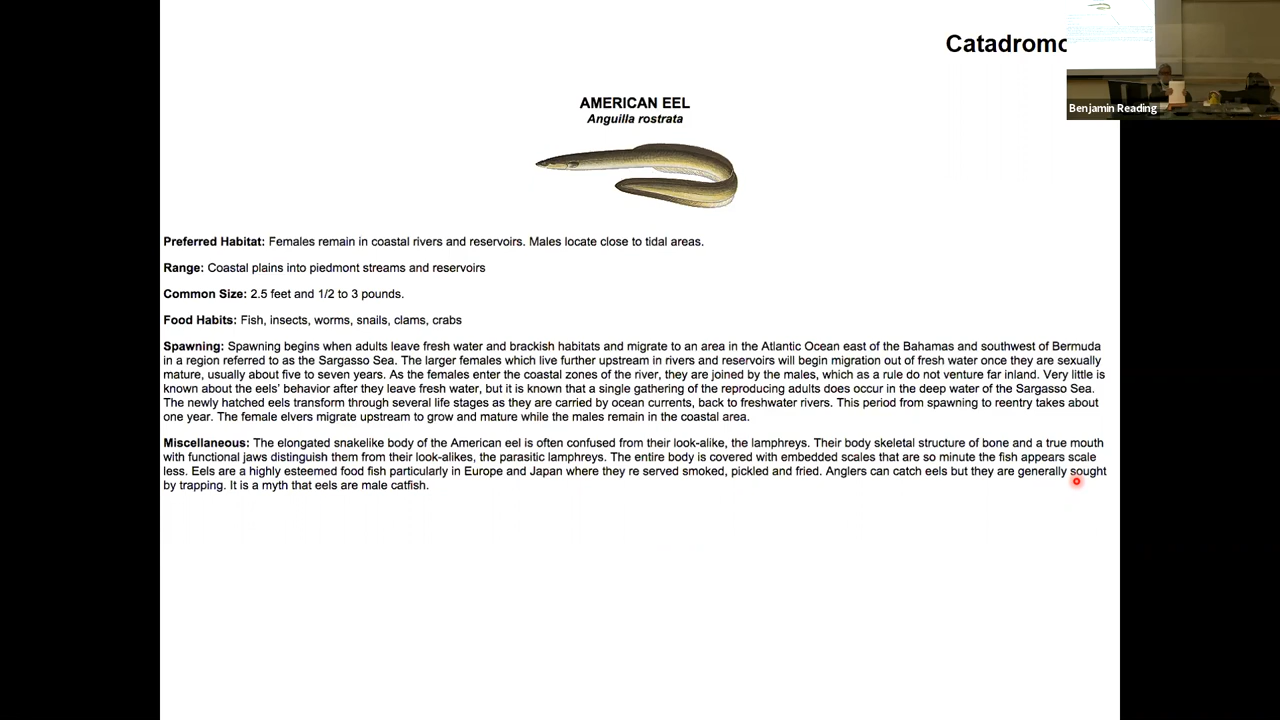 Catadromo
Benjamin Reading
AMERICAN EEL
Anguilla rostrata
Preferred Habitat: Females remain in coastal rivers and reservoirs. Males locate close to tidal areas.
Range: Coastal plains into piedmont streams and reservoirs
Common Size: 2.5 feet and 1/2 to 3 pounds.
Food Habits: Fish, insects, worms, snails, clams, crabs
Spawning: Spawning begins when adults leave fresh water and brackish habitats and migrate to an area in the Atlantic Ocean east of the Bahamas and southwest of Bermuda
in a region referred to as the Sargasso Sea. The larger females which live further upstream in rivers and reservoirs will begin migration out of fresh water once they are sexually
mature, usually about five to seven years. As the females enter the coastal zones of the river, they are joined by the males, which as a rule do not venture far inland. Very little is
known about the eels' behavior after they leave fresh water, but it is known that a single gathering of the reproducing adults does occur in the deep water of the Sargasso Sea.
The newly hatched eels transform through several life stages as they are carried by ocean currents, back to freshwater rivers. This period from spawning to reentry takes about
one year. The female elvers migrate upstream to grow and mature while the males remain in the coastal area.
Miscellaneous: The elongated snakelike body of the American eel is often confused from their look-alike, the lamphreys. Their body skeletal structure of bone and a true mouth
with functional jaws distinguish them from their look-alikes, the parasitic lamphreys. The entire body is covered with embedded scales that are so minute the fish appears scale
less. Eels are a highly esteemed food fish particularly in Europe and Japan where they re served smoked, pickled and fried. Anglers can catch eels but they are generally sought
by trapping. It is a myth that eels are male catfish.